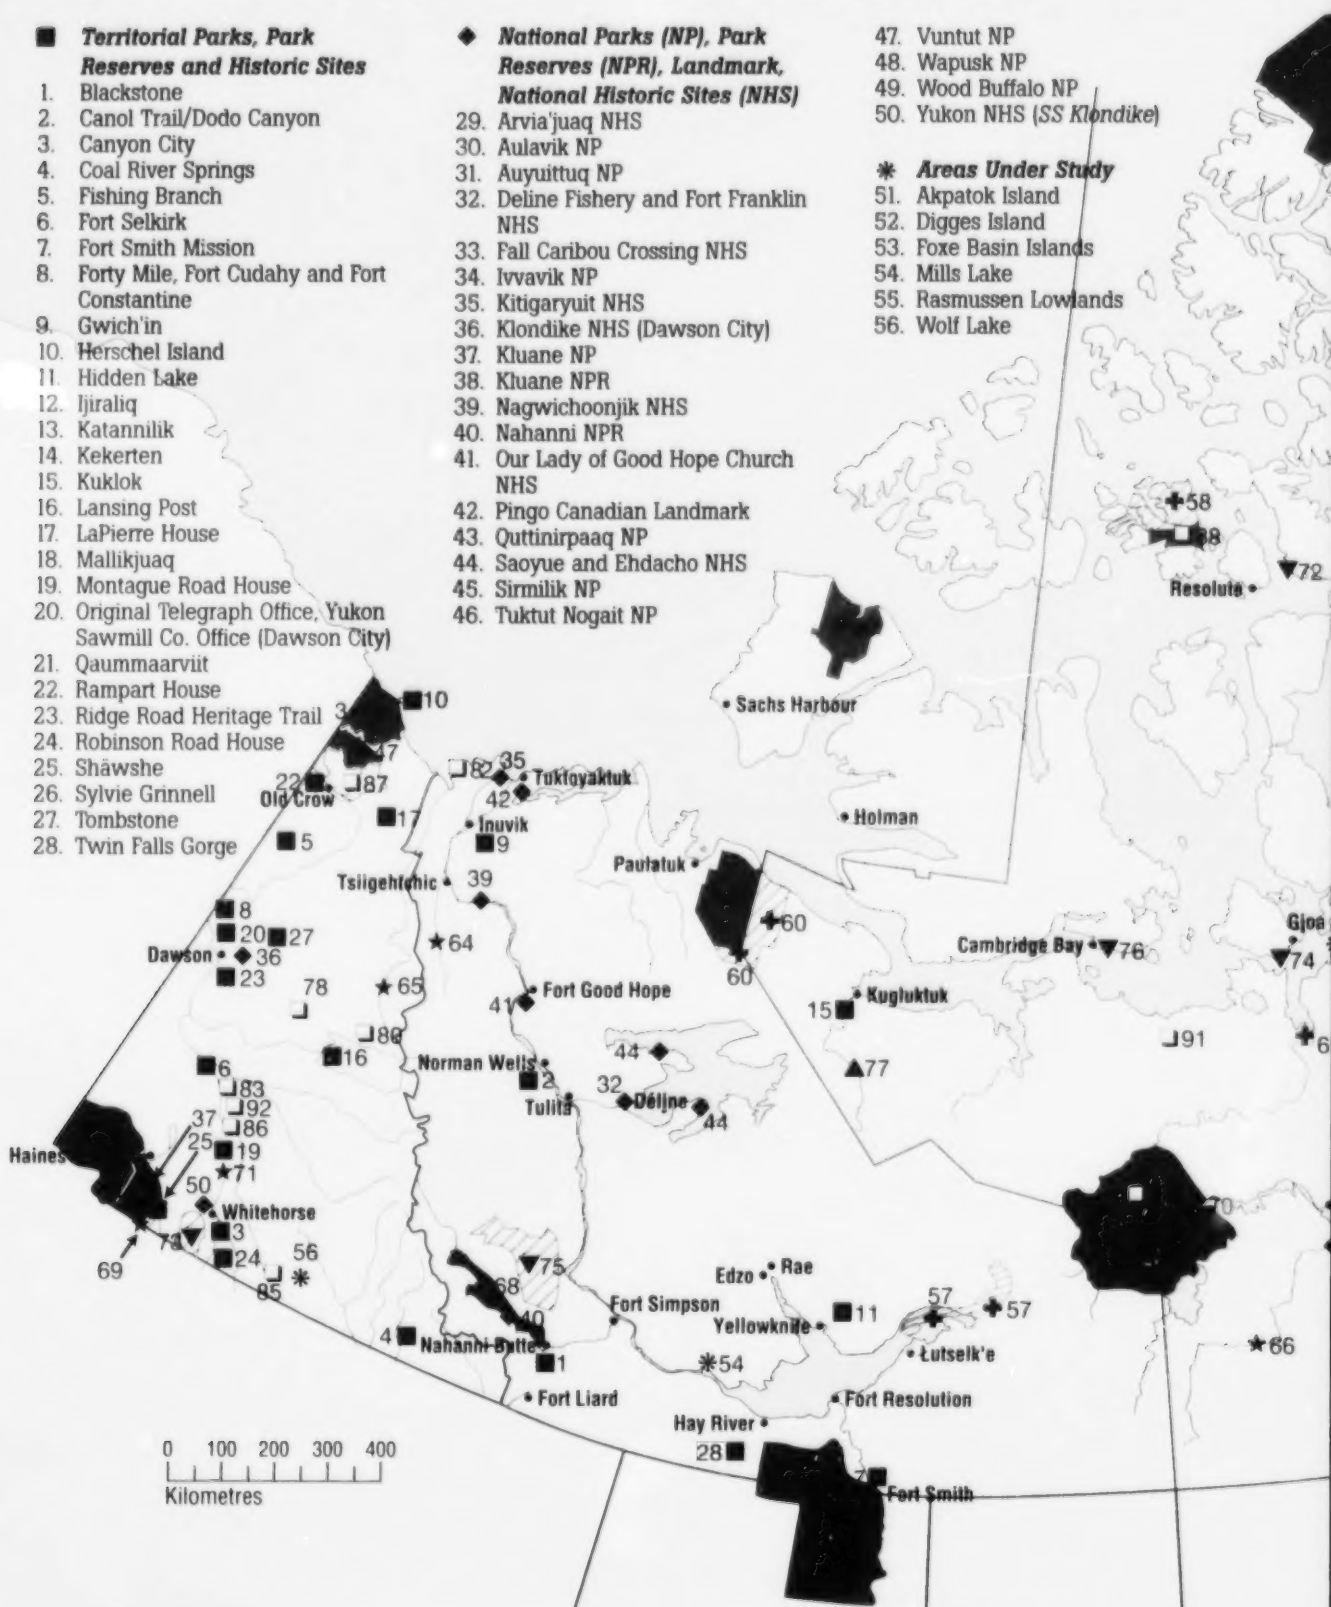 ■ Territorial Parks, Park
Reserves and Historic Sites
1. Blackstone
2. Canol Trail/Dodo Canyon
3. Canyon City
4. Coal River Springs
5. Fishing Branch
6. Fort Selkirk
7. Fort Smith Mission
8. Forty Mile, Fort Cudahy and Fort
Constantine
9. Gwich'in
10. Herschel Island
11. Hidden Lake
12. Ijiraliq
13. Katannilik
14. Kekerten
15. Kuklok
16. Lansing Post
17. LaPierre House
18. Mallikjuaq
19. Montague Road House
20. Original Telegraph Office, Yukon
Sawmill Co. Office (Dawson City)
21. Qaummaarviit
22. Rampart House
23. Ridge Road Heritage Trail
24. Robinson Road House
25. Shäwshe
26. Sylvie Grinnell
27. Tombstone
28. Twin Falls Gorge
◆ National Parks (NP), Park
Reserves (NPR), Landmark,
National Historic Sites (NHS)
29. Arvia'juaq NHS
30. Aulavik NP
31. Auyuittuq NP
32. Deline Fishery and Fort Franklin
NHS
33. Fall Caribou Crossing NHS
34. Ivvavik NP
35. Kitigaryuit NHS
36. Klondike NHS (Dawson City)
37. Kluane NP
38. Kluane NPR
39. Nagwichoonjik NHS
40. Nahanni NPR
41. Our Lady of Good Hope Church
NHS
42. Pingo Canadian Landmark
43. Quttinirpaaq NP
44. Saoyue and Ehdacho NHS
45. Sirmilik NP
46. Tuktut Nogait NP
47. Vuntut NP
48. Wapusk NP
49. Wood Buffalo NP
50. Yukon NHS (SS Klondike)
✱ Areas Under Study
51. Akpatok Island
52. Digges Island
53. Foxe Basin Islands
54. Mills Lake
55. Rasmussen Lowlands
56. Wolf Lake
58
88
72
Resolute
10
Sachs Harbour
47
35
82
Tuktoyaktuk
22
87
Old Crow
42
17
Inuvik
Holman
5
9
Paulatuk
Tsiigehtchic
39
8
60
20
27
64
Gjoa
Dawson
36
Cambridge Bay
76
74
23
60
78
65
Fort Good Hope
Kugluktuk
41
15
80
91
6
16
44
Norman Wells
6
2
77
83
32
Déline
Tulita
92
44
37
86
25
19
Haines
71
50
70
Whitehorse
3
56
75
69
24
Rae
Edzo
85
68
57
57
Fort Simpson
40
11
4
Yellowknife
Nahanni Butte
66
Łutselk'e
1
54
Fort Liard
Fort Resolution
Hay River
0 100 200 300 400
28
7
Kilometres
Fort Smith